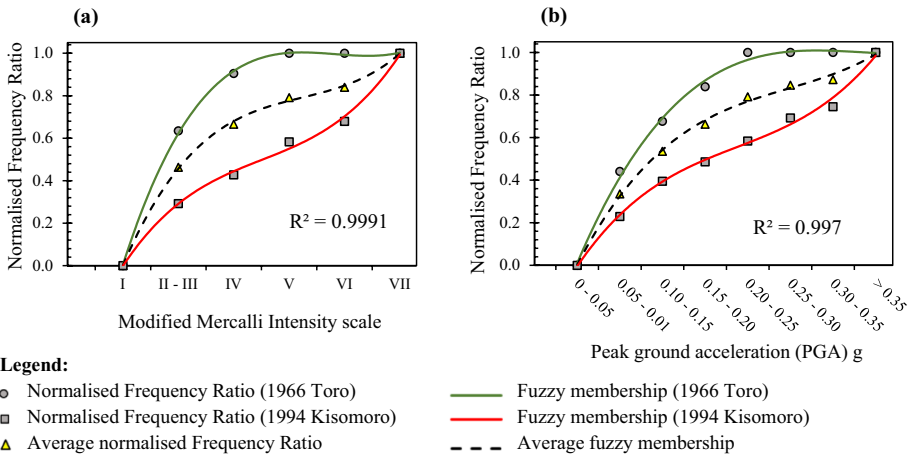 (a)
Normalised Frequency Ratio
1.0
0.8
0.6
0.4
0.2
0.0
R² = 0.9991
I II - III IV V VI VII
Modified Mercalli Intensity scale
(b)
Normalised Frequency Ratio
1.0
0.8
0.6
0.4
0.2
0.0
R² = 0.997
0 - 0.05
0.05 - 0.01
0.10 - 0.15
0.15 - 0.20
0.20 - 0.25
0.25 - 0.30
0.30 - 0.35
> 0.35
Peak ground acceleration (PGA) g
Legend:
Normalised Frequency Ratio (1966 Toro)
Normalised Frequency Ratio (1994 Kisomoro)
Average normalised Frequency Ratio
Fuzzy membership (1966 Toro)
Fuzzy membership (1994 Kisomoro)
Average fuzzy membership